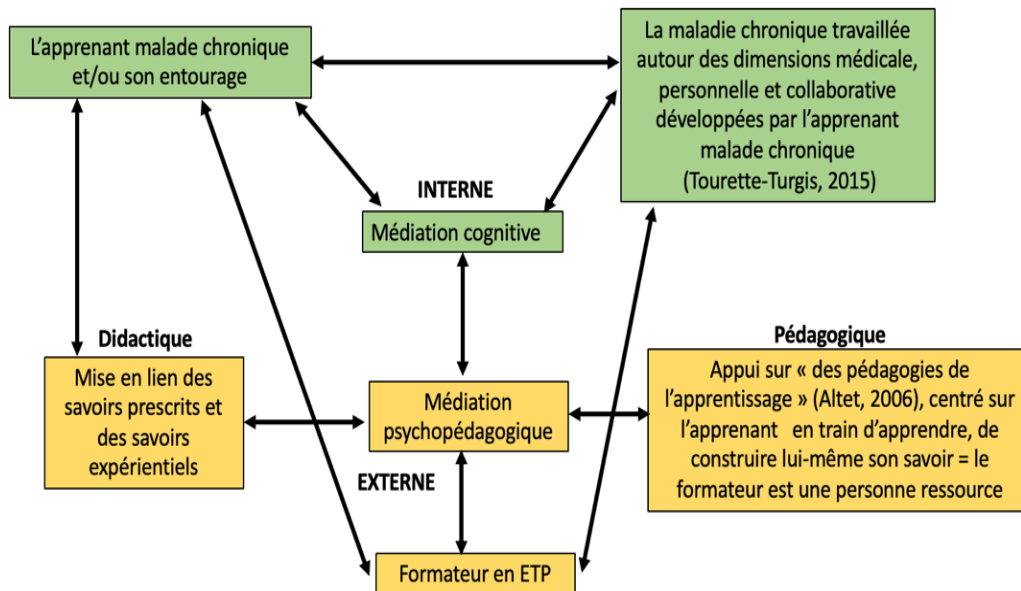 L’apprenant malade chronique
et/ou son entourage
La maladie chronique travaillée
autour des dimensions médicale,
personnelle et collaborative
développées par l’apprenant
malade chronique
(Tourette-Turgis, 2015)
INTERNE
Médiation cognitive
Didactique
Mise en lien des
savoirs prescrits et
des savoirs
expérientiels
Médiation
psychopédagogique
Pédagogique
Appui sur « des pédagogies de
l’apprentissage » (Altet, 2006), centré sur
l’apprenant en train d’apprendre, de
construire lui-même son savoir = le
formateur est une personne ressource
EXTERNE
Formateur en ETP